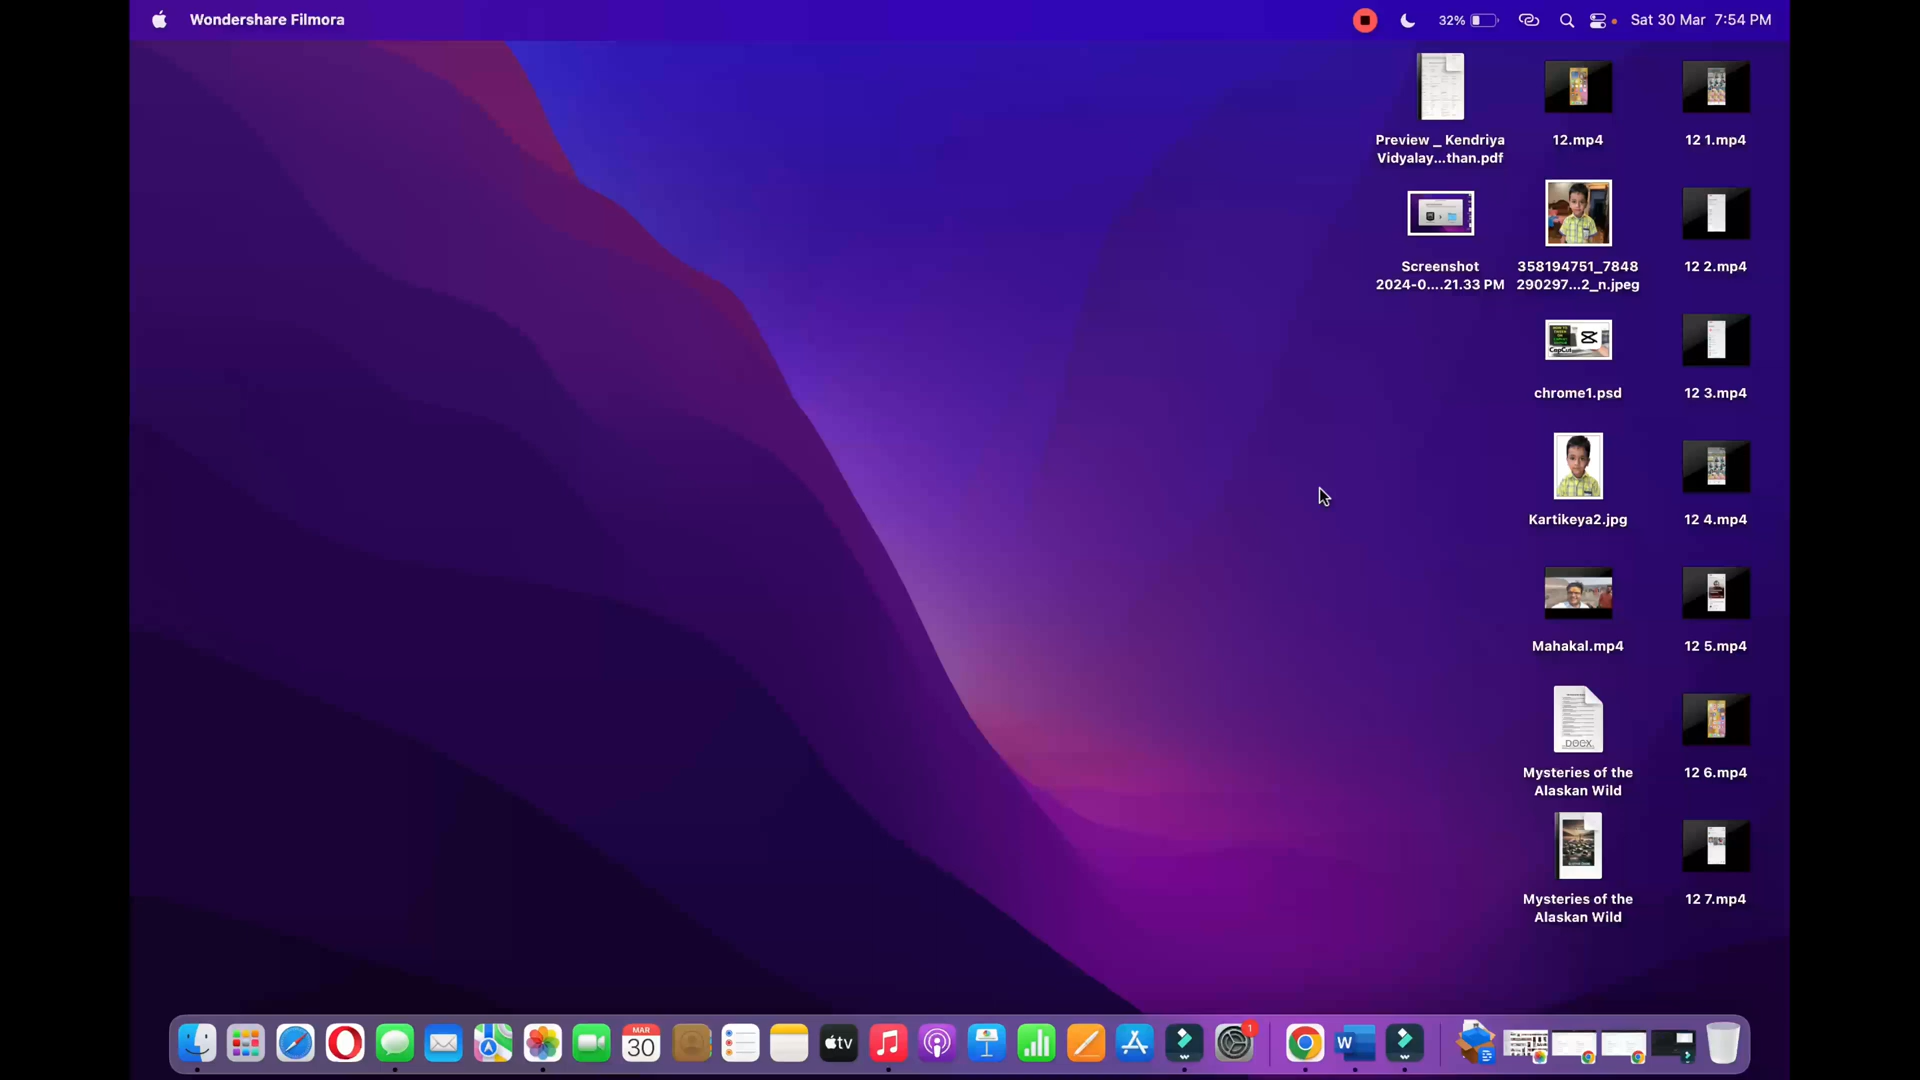 Wondershare Filmora
32%
Sat 30 Mar 7:54 PM
Preview _ Kendriya
Vidyalay...than.pdf
12.mp4
12 1.mp4
Screenshot
2024-0....21.33 PM
358194751_7848
290297...2_n.jpeg
12 2.mp4
chrome1.psd
12 3.mp4
Kartikeya2.jpg
12 4.mp4
Mahakal.mp4
12 5.mp4
DOCX
Mysteries of the
Alaskan Wild
12 6.mp4
Mysteries of the
Alaskan Wild
12 7.mp4
MAR
30
tv
1
W